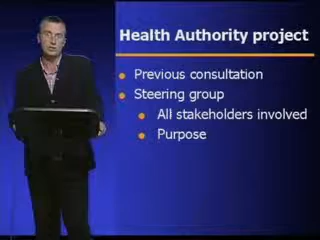 Health Authority project
Previous consultation
Steering group
All stakeholders involved
Purpose